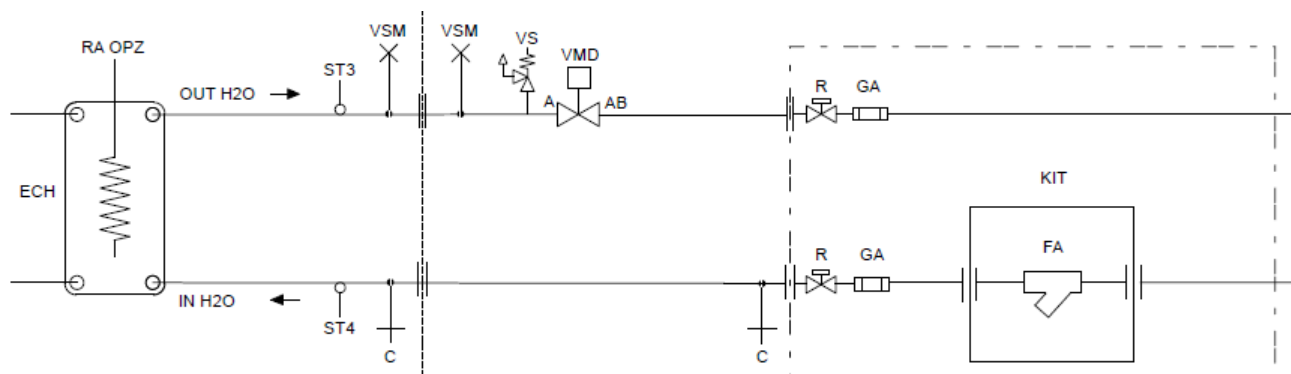 RA OPZ
VSM
VSM
VS
VMD
ST3
OUT H2O
A
AB
R
GA
ECH
KIT
R
GA
FA
IN H2O
ST4
C
C